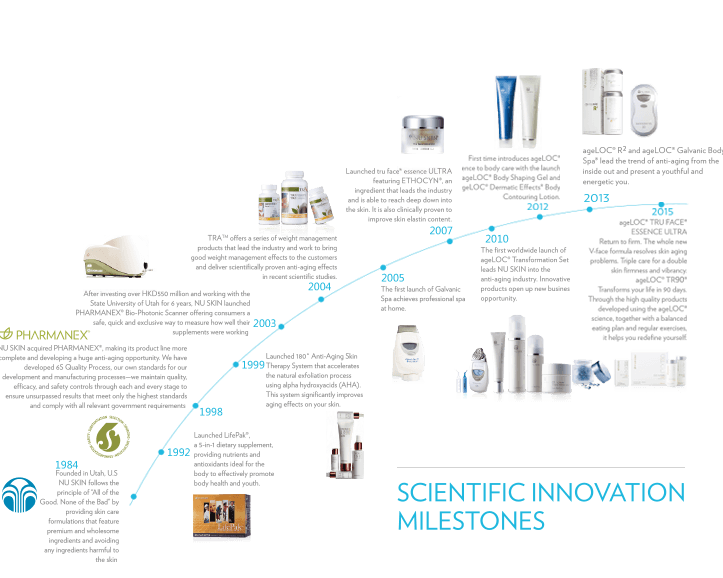 1984
Founded in Utah, U.S
NU SKIN follows the
principle of "All of the
Good. None of the Bad" by
providing skin care
formulations that feature
premium and wholesome
ingredients and avoiding
any ingredients harmful to
the skin
1992
Launched LifePak®,
a 5-in-1 dietary supplement,
providing nutrients and
antioxidants ideal for the
body to effectively promote
body health and youth.
LifePak
PHARMANEX®
NU SKIN acquired PHARMANEX®, making its product line more
complete and developing a huge anti-aging opportunity. We have
developed 6S Quality Process, our own standards for our
development and manufacturing processes—we maintain quality,
efficacy, and safety controls through each and every stage to
ensure unsurpassed results that meet only the highest standards
and comply with all relevant government requirements
1998
1999
Launched 180° Anti-Aging Skin
Therapy System that accelerates
the natural exfoliation process
using alpha hydroxyacids (AHA).
This system significantly improves
aging effects on your skin.
After investing over HKD550 million and working with the
State University of Utah for 6 years, NU SKIN launched
PHARMANEX® Bio-Photonic Scanner offering consumers a
safe, quick and exclusive way to measure how well their
supplements were working
2003
TRA™ offers a series of weight management
products that lead the industry and work to bring
good weight management effects to the customers
and deliver scientifically proven anti-aging effects
in recent scientific studies.
2004
2005
The first launch of Galvanic
Spa achieves professional spa
at home.
Launched tru face® essence ULTRA
featuring ETHOCYN®, an
ingredient that leads the industry
and is able to reach deep down into
the skin. It is also clinically proven to
improve skin elastin content.
2007
2010
The first worldwide launch of
ageLOC® Transformation Set
leads NU SKIN into the
anti-aging industry. Innovative
products open up new busines
opportunity.
First time introduces ageLOC®
ence to body care with the launch
ageLOC® Body Shaping Gel and
geLOC® Dermatic Effects® Body
Contouring Lotion.
2012
ageLOC® R² and ageLOC® Galvanic Body
Spa® lead the trend of anti-aging from the
inside out and present a youthful and
energetic you.
2013
2015
ageLOC® TRU FACE®
ESSENCE ULTRA
Return to firm. The whole new
V-face formula resolves skin aging
problems. Triple care for a double
skin firmness and vibrancy.
ageLOC® TR90®
Transforms your life in 90 days.
Through the high quality products
developed using the ageLOC®
science, together with a balanced
eating plan and regular exercises,
it helps you redefine yourself.
SCIENTIFIC INNOVATION
MILESTONES